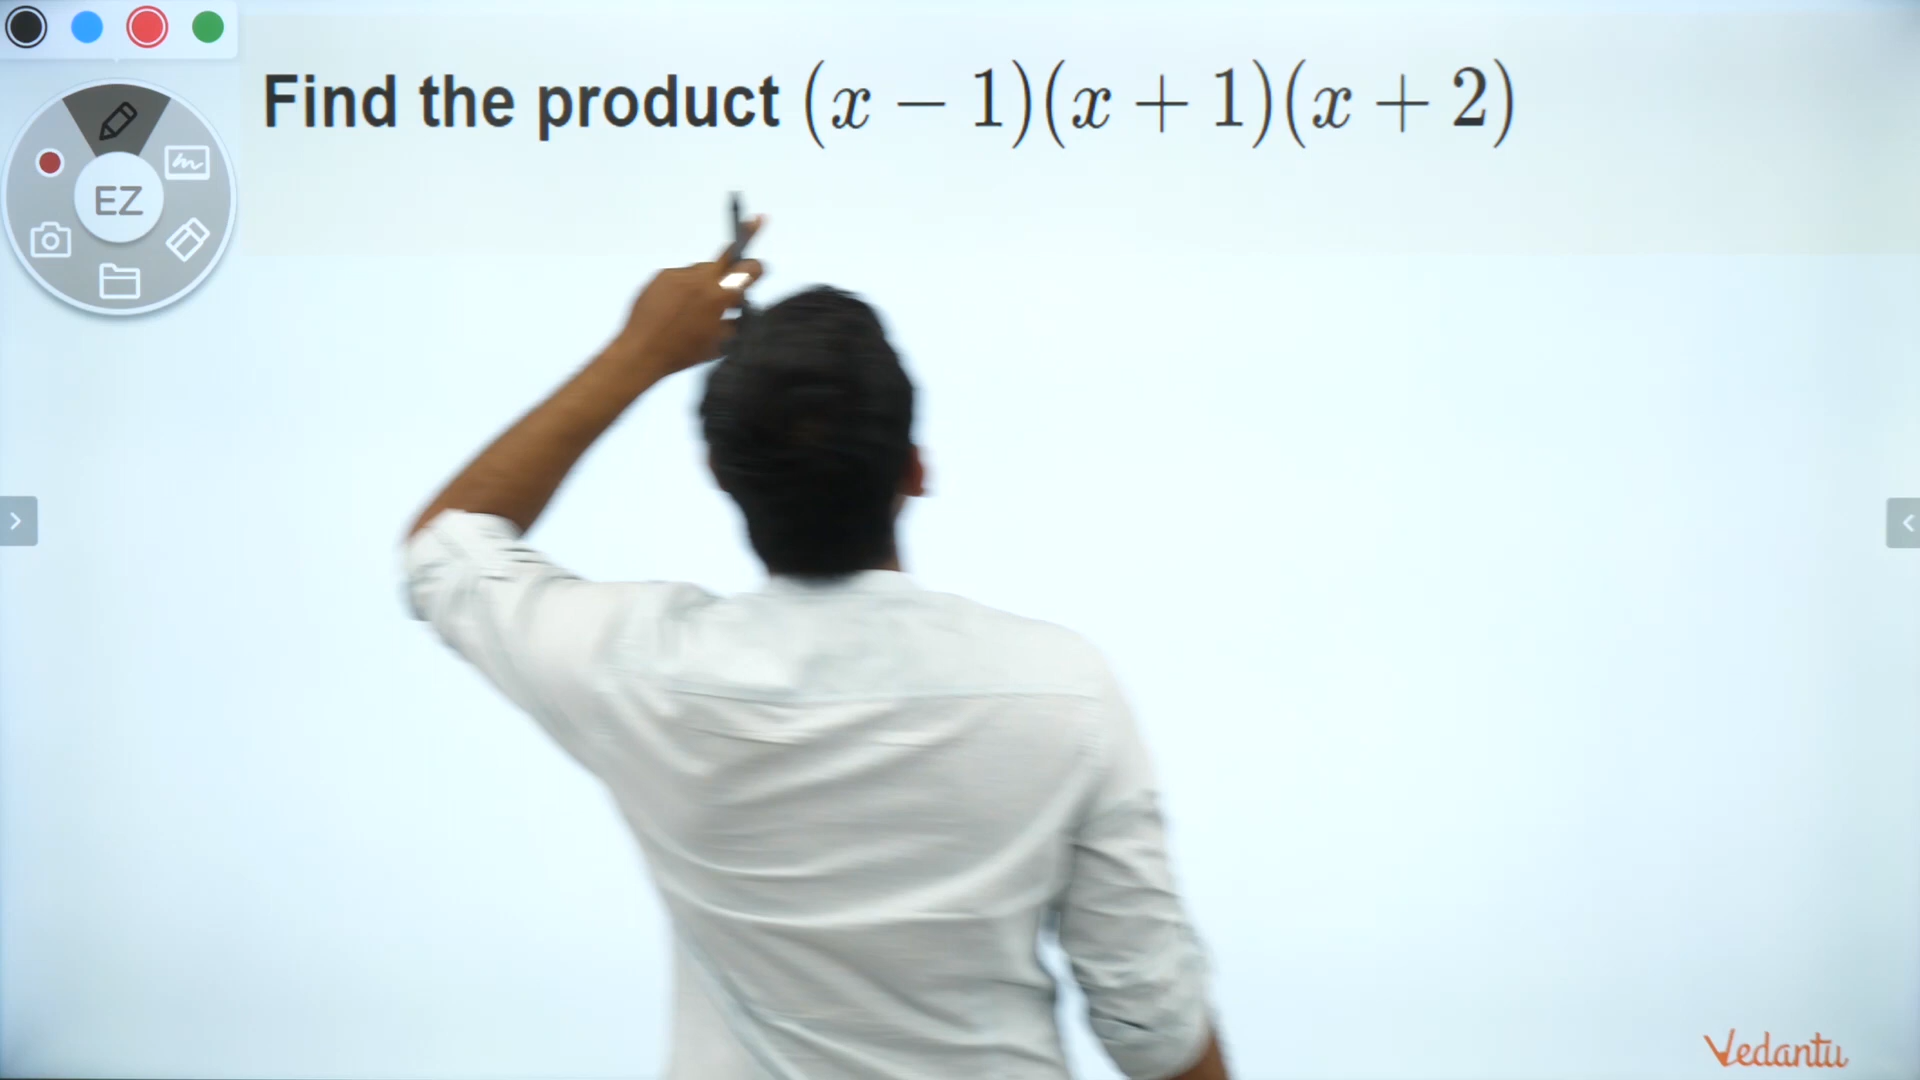 Find the product (x − 1)(x + 1)(x + 2)
EZ
Vedantu